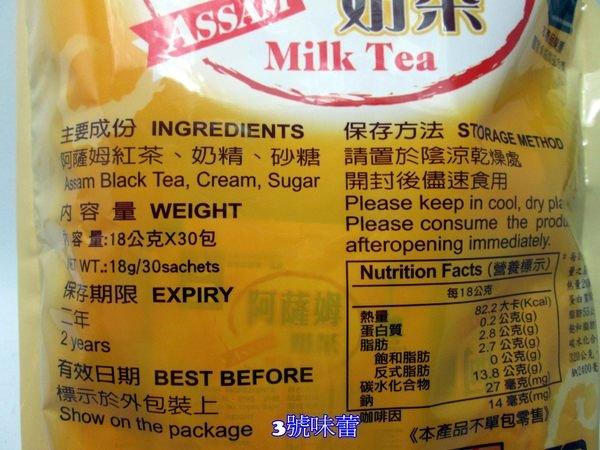 ASSAM
奶茶
Milk Tea
主要成份 INGREDIENTS
阿薩姆紅茶、奶精、砂糖
Assam Black Tea, Cream, Sugar
內容量 WEIGHT
內容量:18公克X30包
NET WT.:18g/30sachets
保存期限 EXPIRY
二年
2 years
有效日期 BEST BEFORE
標示於外包裝上
Show on the package
保存方法 STORAGE METHOD
請置於陰涼乾燥處
開封後儘速食用
Please keep in cool, dry
Please consume the
afteropening immediately.
Nutrition Facts (營養標示)
每18公克
熱量 82.2 大卡(Kcal)
蛋白質 0.2 公克(g)
脂肪 2.8 公克(g)
飽和脂肪 2.7 公克(g)
反式脂肪 0 公克(g)
碳水化合物 13.8 公克(g)
鈉 27 毫克(mg)
咖啡因 14 毫克(mg)
《本產品不單包零售》
阿薩姆
3號味蕾